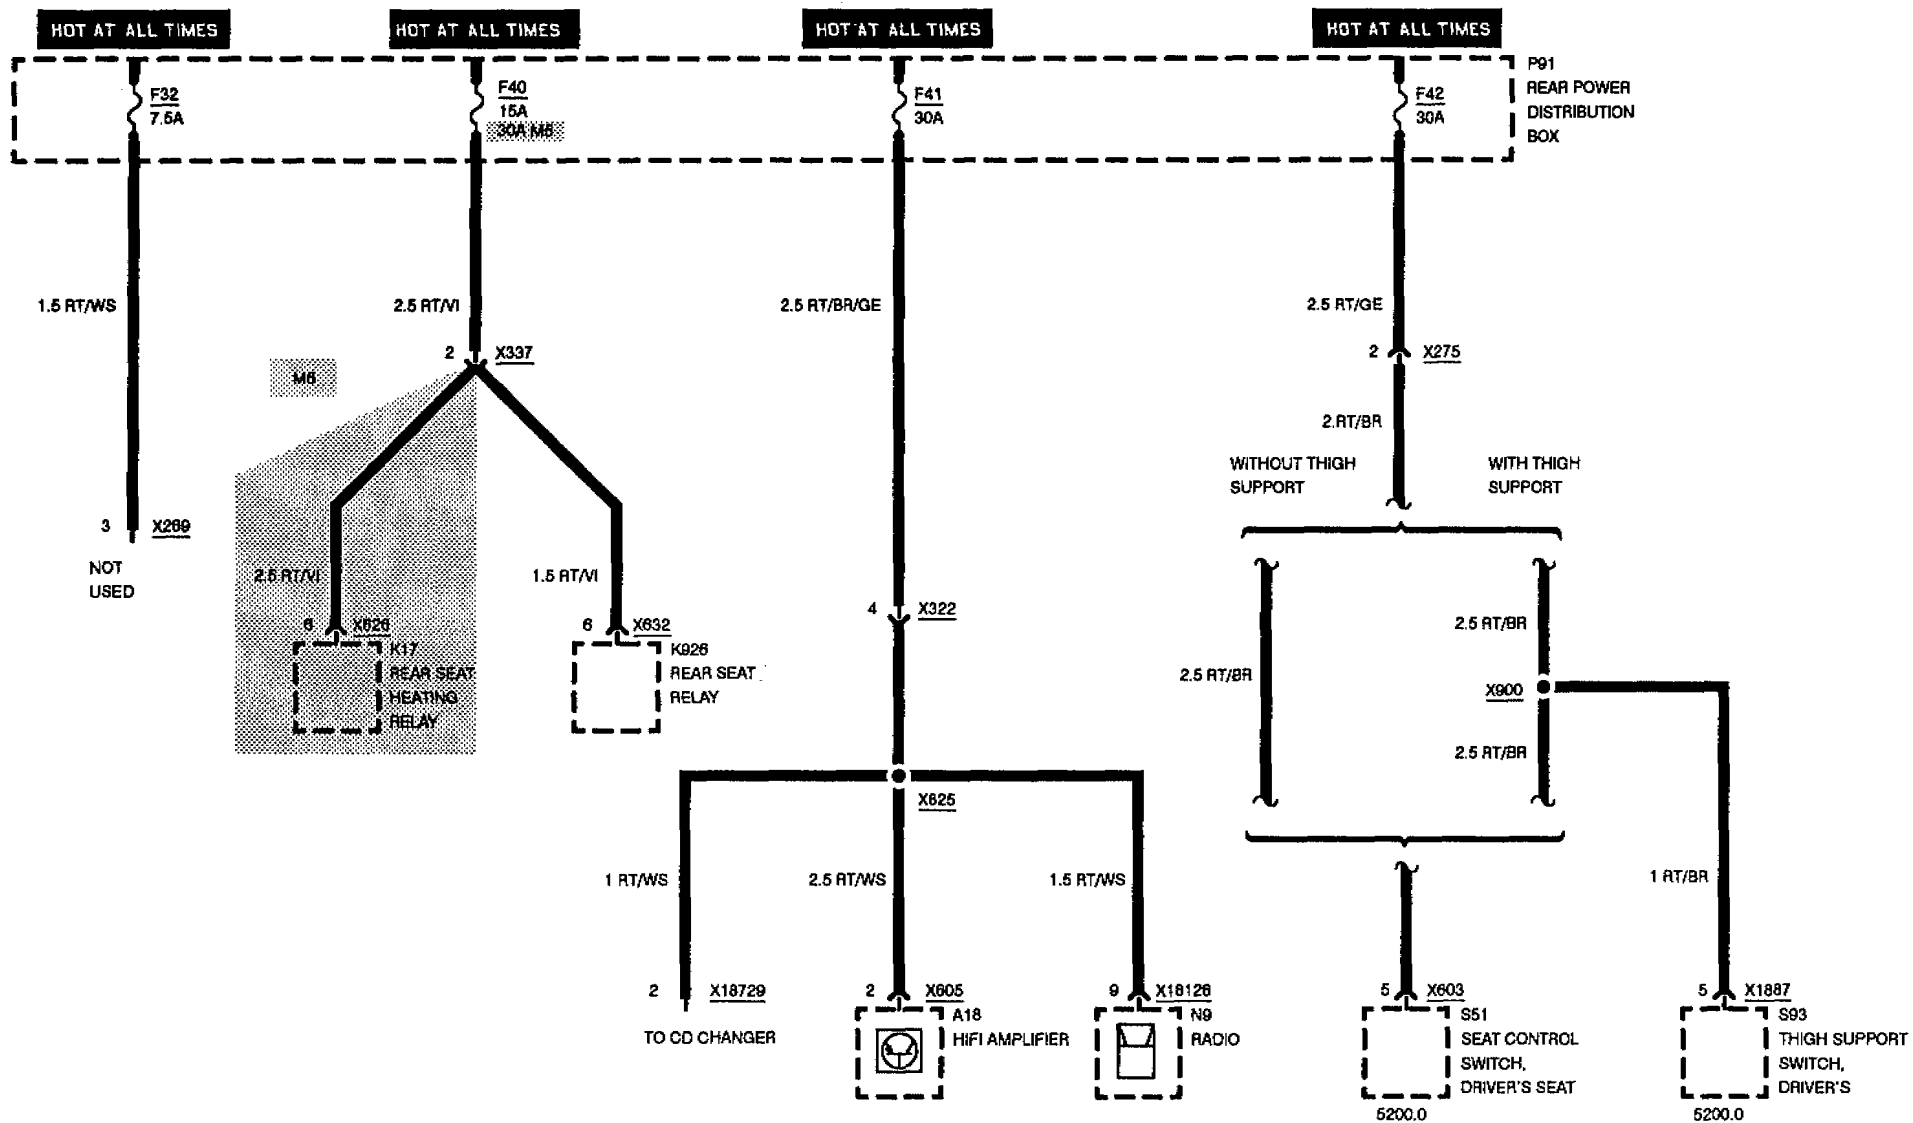 HOT AT ALL TIMES
HOT AT ALL TIMES
HOT AT ALL TIMES
HOT AT ALL TIMES
P91
REAR POWER
DISTRIBUTION
BOX
F32
7.5A
F40
15A
30A M5
F41
30A
F42
30A
1.5 RT/WS
2.5 RT/VI
2.5 RT/BR/GE
2.5 RT/GE
2 X337
2 X275
M5
2.RT/BR
WITHOUT THIGH
SUPPORT
WITH THIGH
SUPPORT
3 X269
NOT
USED
2.5 RT/VI
1.5 RT/VI
6 X626
K17
REAR SEAT
HEATING
RELAY
6 X632
K926
REAR SEAT
RELAY
4 X322
2.5 RT/BR
2.5 RT/BR
X900
2.5 RT/BR
X625
1 RT/WS
2.5 RT/WS
1.5 RT/WS
1 RT/BR
2 X18729
TO CD CHANGER
2 X605
A18
HIFI AMPLIFIER
9 X18126
N9
RADIO
5 X603
S51
SEAT CONTROL
SWITCH,
DRIVER'S SEAT
5200.0
5 X1887
S93
THIGH SUPPORT
SWITCH,
DRIVER'S
5200.0